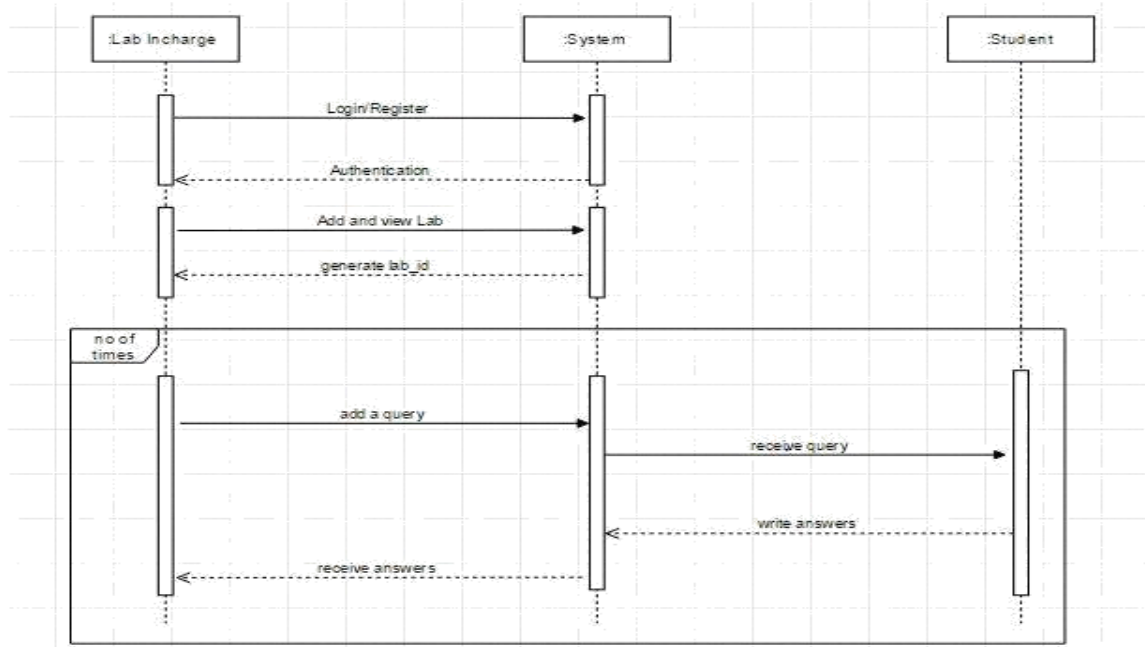 :Lab Incharge
:System
:Student
Login/Register
Authentication
Add and view Lab
generate lab_id
no of
times
add a query
receive query
write answers
receive answers